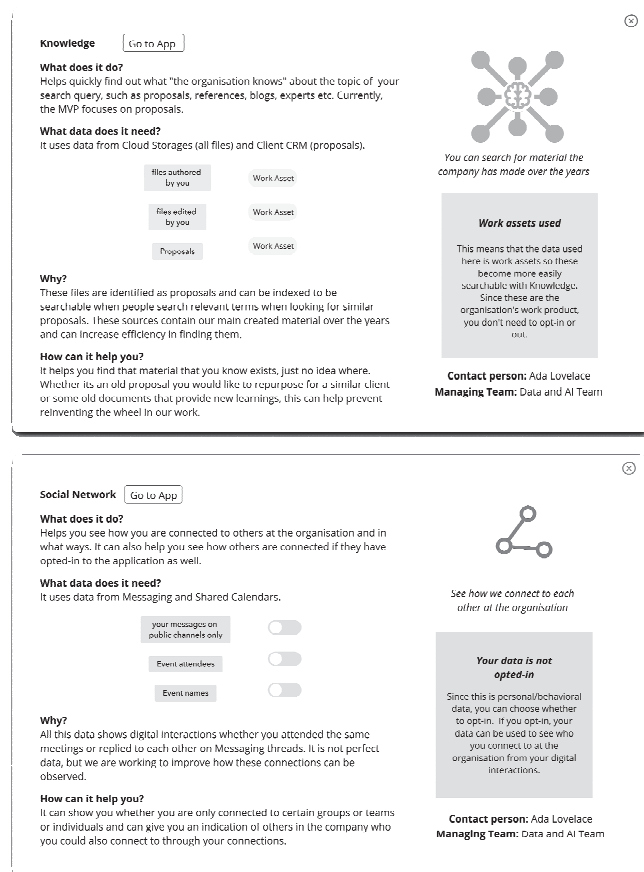 Knowledge
Go to App
What does it do?
Helps quickly find out what "the organisation knows" about the topic of your
search query, such as proposals, references, blogs, experts etc. Currently,
the MVP focuses on proposals.
What data does it need?
It uses data from Cloud Storages (all files) and Client CRM (proposals).
files authored
by you
Work Asset
files edited
by you
Work Asset
Proposals
Work Asset
Why?
These files are identified as proposals and can be indexed to be
searchable when people search relevant terms when looking for similar
proposals. These sources contain our main created material over the years
and can increase efficiency in finding them.
How can it help you?
It helps you find that material that you know exists, just no idea where.
Whether its an old proposal you would like to repurpose for a similar client
or some old documents that provide new learnings, this can help prevent
reinventing the wheel in our work.
You can search for material the
company has made over the years
Work assets used
This means that the data used
here is work assets so these
become more easily
searchable with Knowledge.
Since these are the
organisation's work product,
you don't need to opt-in or
out.
Contact person: Ada Lovelace
Managing Team: Data and AI Team
Social Network
Go to App
What does it do?
Helps you see how you are connected to others at the organisation and in
what ways. It can also help you see how others are connected if they have
opted-in to the application as well.
What data does it need?
It uses data from Messaging and Shared Calendars.
your messages on
public channels only
Event attendees
Event names
Why?
All this data shows digital interactions whether you attended the same
meetings or replied to each other on Messaging threads. It is not perfect
data, but we are working to improve how these connections can be
observed.
How can it help you?
It can show you whether you are only connected to certain groups or teams
or individuals and can give you an indication of others in the company who
you could also connect to through your connections.
See how we connect to each
other at the organisation
Your data is not
opted-in
Since this is personal/behavioral
data, you can choose whether
to opt-in. If you opt-in, your
data can be used to see who
you connect to at the
organisation from your digital
interactions.
Contact person: Ada Lovelace
Managing Team: Data and AI Team